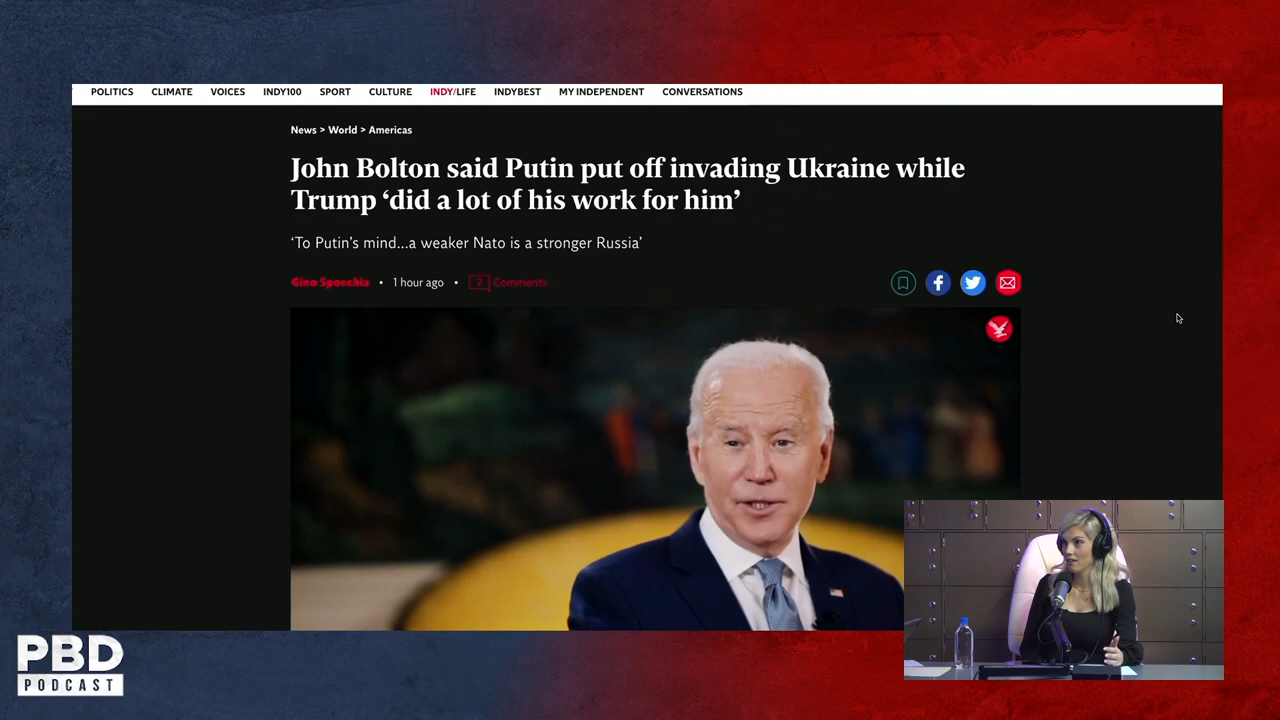 POLITICS CLIMATE VOICES INDY100 SPORT CULTURE INDY/LIFE INDYBEST MY INDEPENDENT CONVERSATIONS
News > World > Americas
John Bolton said Putin put off invading Ukraine while
Trump ‘did a lot of his work for him’
‘To Putin’s mind...a weaker Nato is a stronger Russia’
• 1 hour ago • 2 Comments
PBD
PODCAST